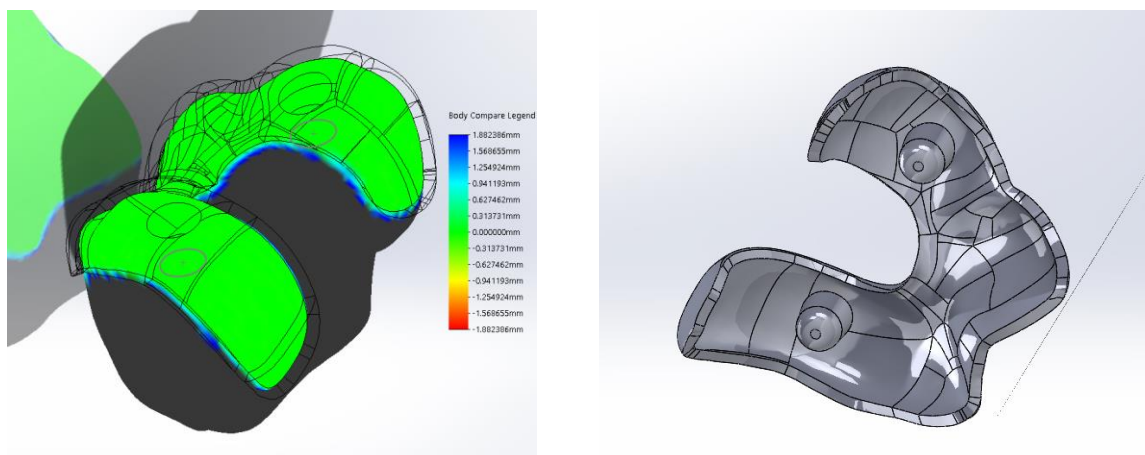 Body Compare Legend
1.882386mm
1.568655mm
1.254924mm
0.941193mm
0.627462mm
0.313731mm
0.000000mm
-0.313731mm
-0.627462mm
-0.941193mm
-1.254924mm
-1.568655mm
-1.882386mm